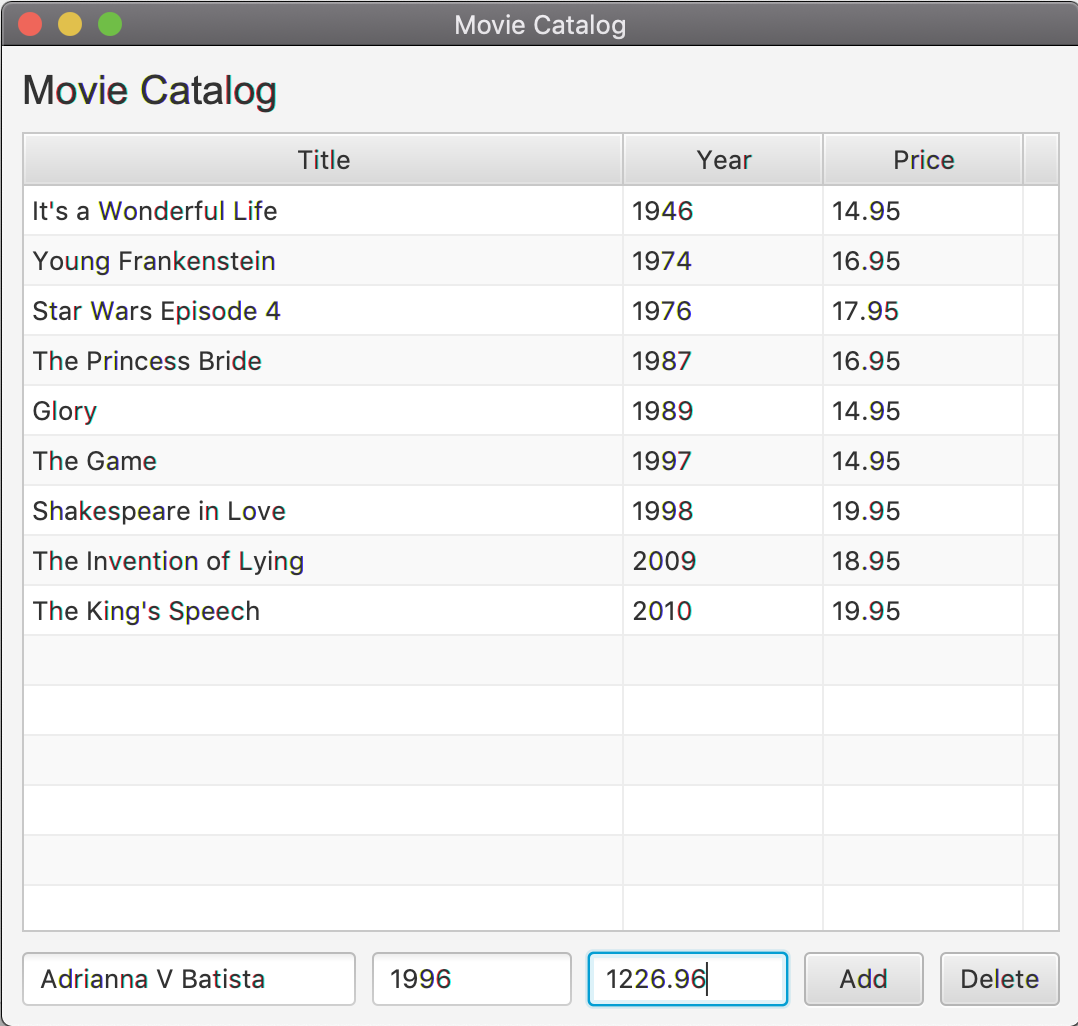 Movie Catalog
Movie Catalog
Title Year Price
It's a Wonderful Life 1946 14.95
Young Frankenstein 1974 16.95
Star Wars Episode 4 1976 17.95
The Princess Bride 1987 16.95
Glory 1989 14.95
The Game 1997 14.95
Shakespeare in Love 1998 19.95
The Invention of Lying 2009 18.95
The King's Speech 2010 19.95
Adrianna V Batista 1996 1226.96 Add Delete